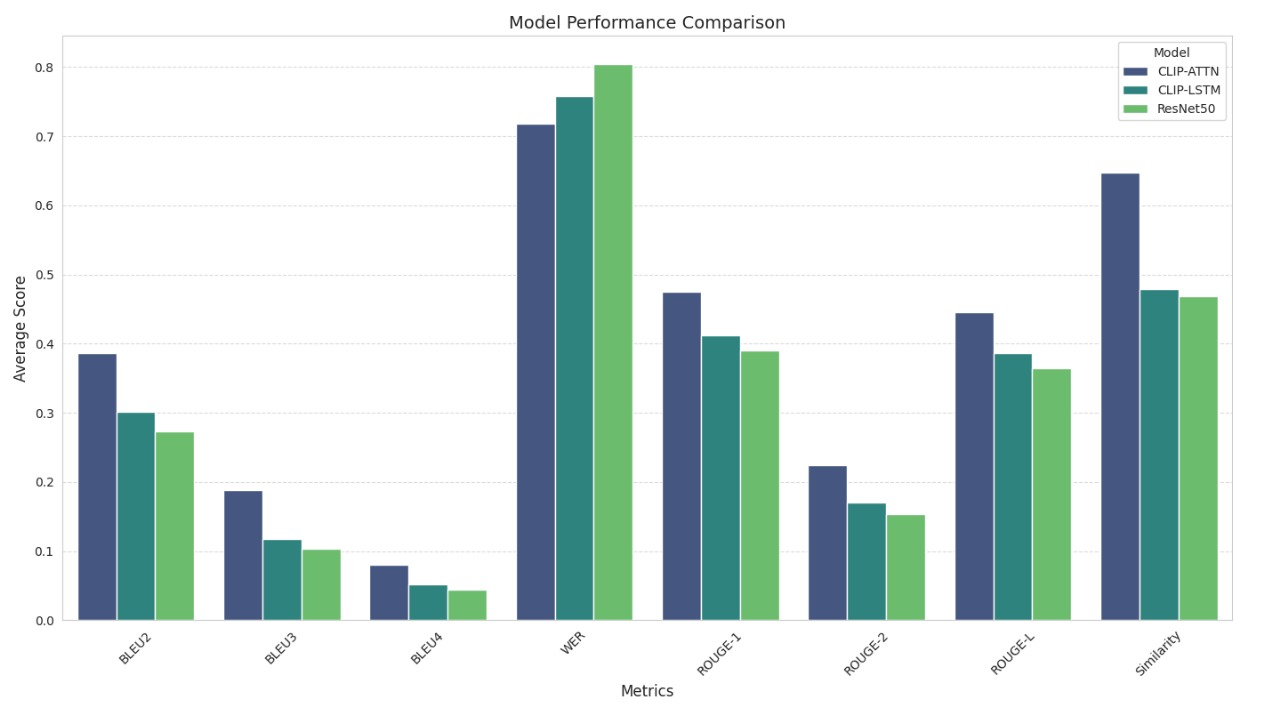 Model Performance Comparison
Model
CLIP-ATTN
CLIP-LSTM
ResNet50
Average Score
0.8
0.7
0.6
0.5
0.4
0.3
0.2
0.1
0.0
BLEU2
BLEU3
BLEU4
WER
ROUGE-1
ROUGE-2
ROUGE-L
Similarity
Metrics